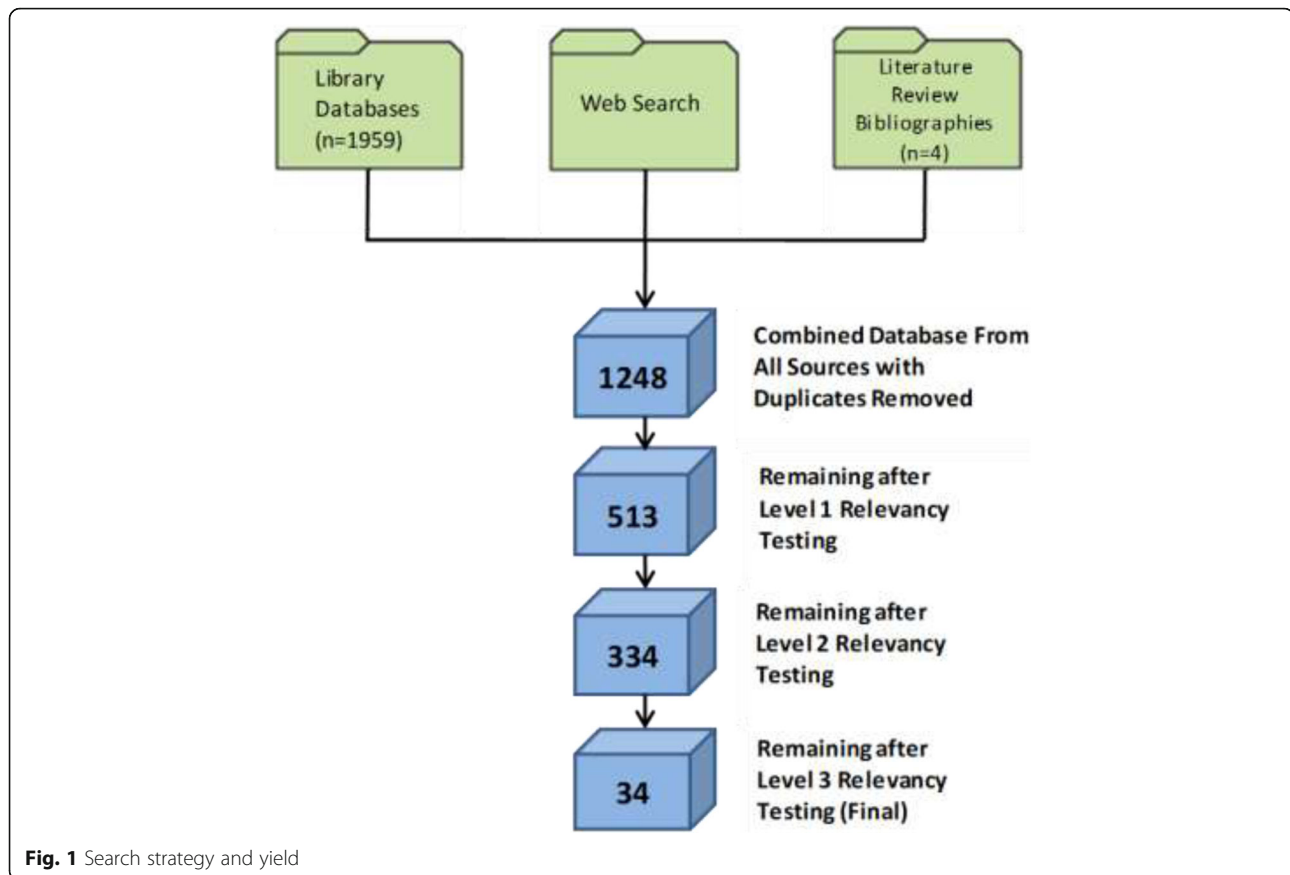 Library
Databases
(n=1959)
Web Search
Literature
Review
Bibliographies
(n=4)
1248
Combined Database From
All Sources with
Duplicates Removed
513
Remaining after
Level 1 Relevancy
Testing
334
Remaining after
Level 2 Relevancy
Testing
34
Remaining after
Level 3 Relevancy
Testing (Final)
Fig. 1 Search strategy and yield